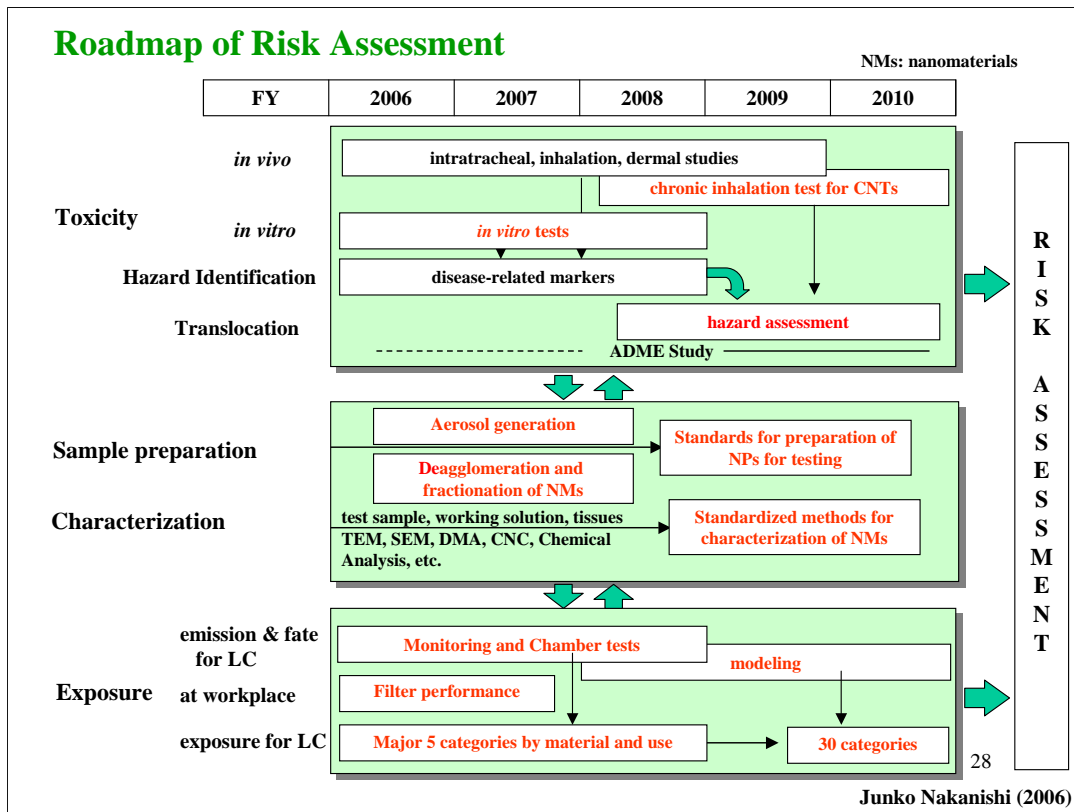 Roadmap of Risk Assessment
NMs: nanomaterials
FY 2006 2007 2008 2009 2010
in vivo
intratracheal, inhalation, dermal studies
chronic inhalation test for CNTs
Toxicity
in vitro
in vitro tests
Hazard Identification
disease-related markers
Translocation
hazard assessment
ADME Study
Sample preparation
Aerosol generation
Standards for preparation of
NPs for testing
Deagglomeration and
fractionation of NMs
Characterization
test sample, working solution, tissues
TEM, SEM, DMA, CNC, Chemical
Analysis, etc.
Standardized methods for
characterization of NMs
emission & fate
for LC
Monitoring and Chamber tests
modeling
Exposure
at workplace
Filter performance
exposure for LC
Major 5 categories by material and use
30 categories
RISK ASSESSMENT
28
Junko Nakanishi (2006)